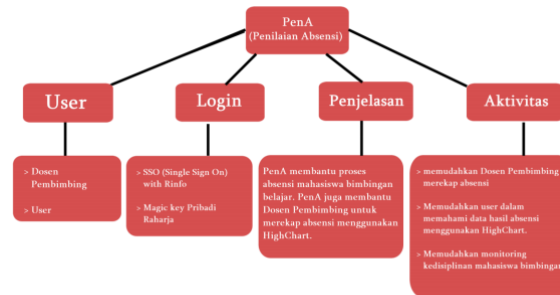 PenA
(Penilaian Absensi)
User
Login
Penjelasan
Aktivitas
> Dosen
Pembimbing
> User
> SSO (Single Sign On)
with Rinfo
> Magic key Pribadi
Raharja
PenA membantu proses
absensi mahasiswa bimbingan
belajar. PenA juga membantu
Dosen Pembimbing untuk
merekap absensi menggunakan
HighChart.
> memudahkan Dosen Pembimbing
merekap absensi
> Memudahkan user dalam
memahami data hasil absensi
menggunakan HighChart.
> Memudahkan monitoring
kedisiplinan mahasiswa bimbingan